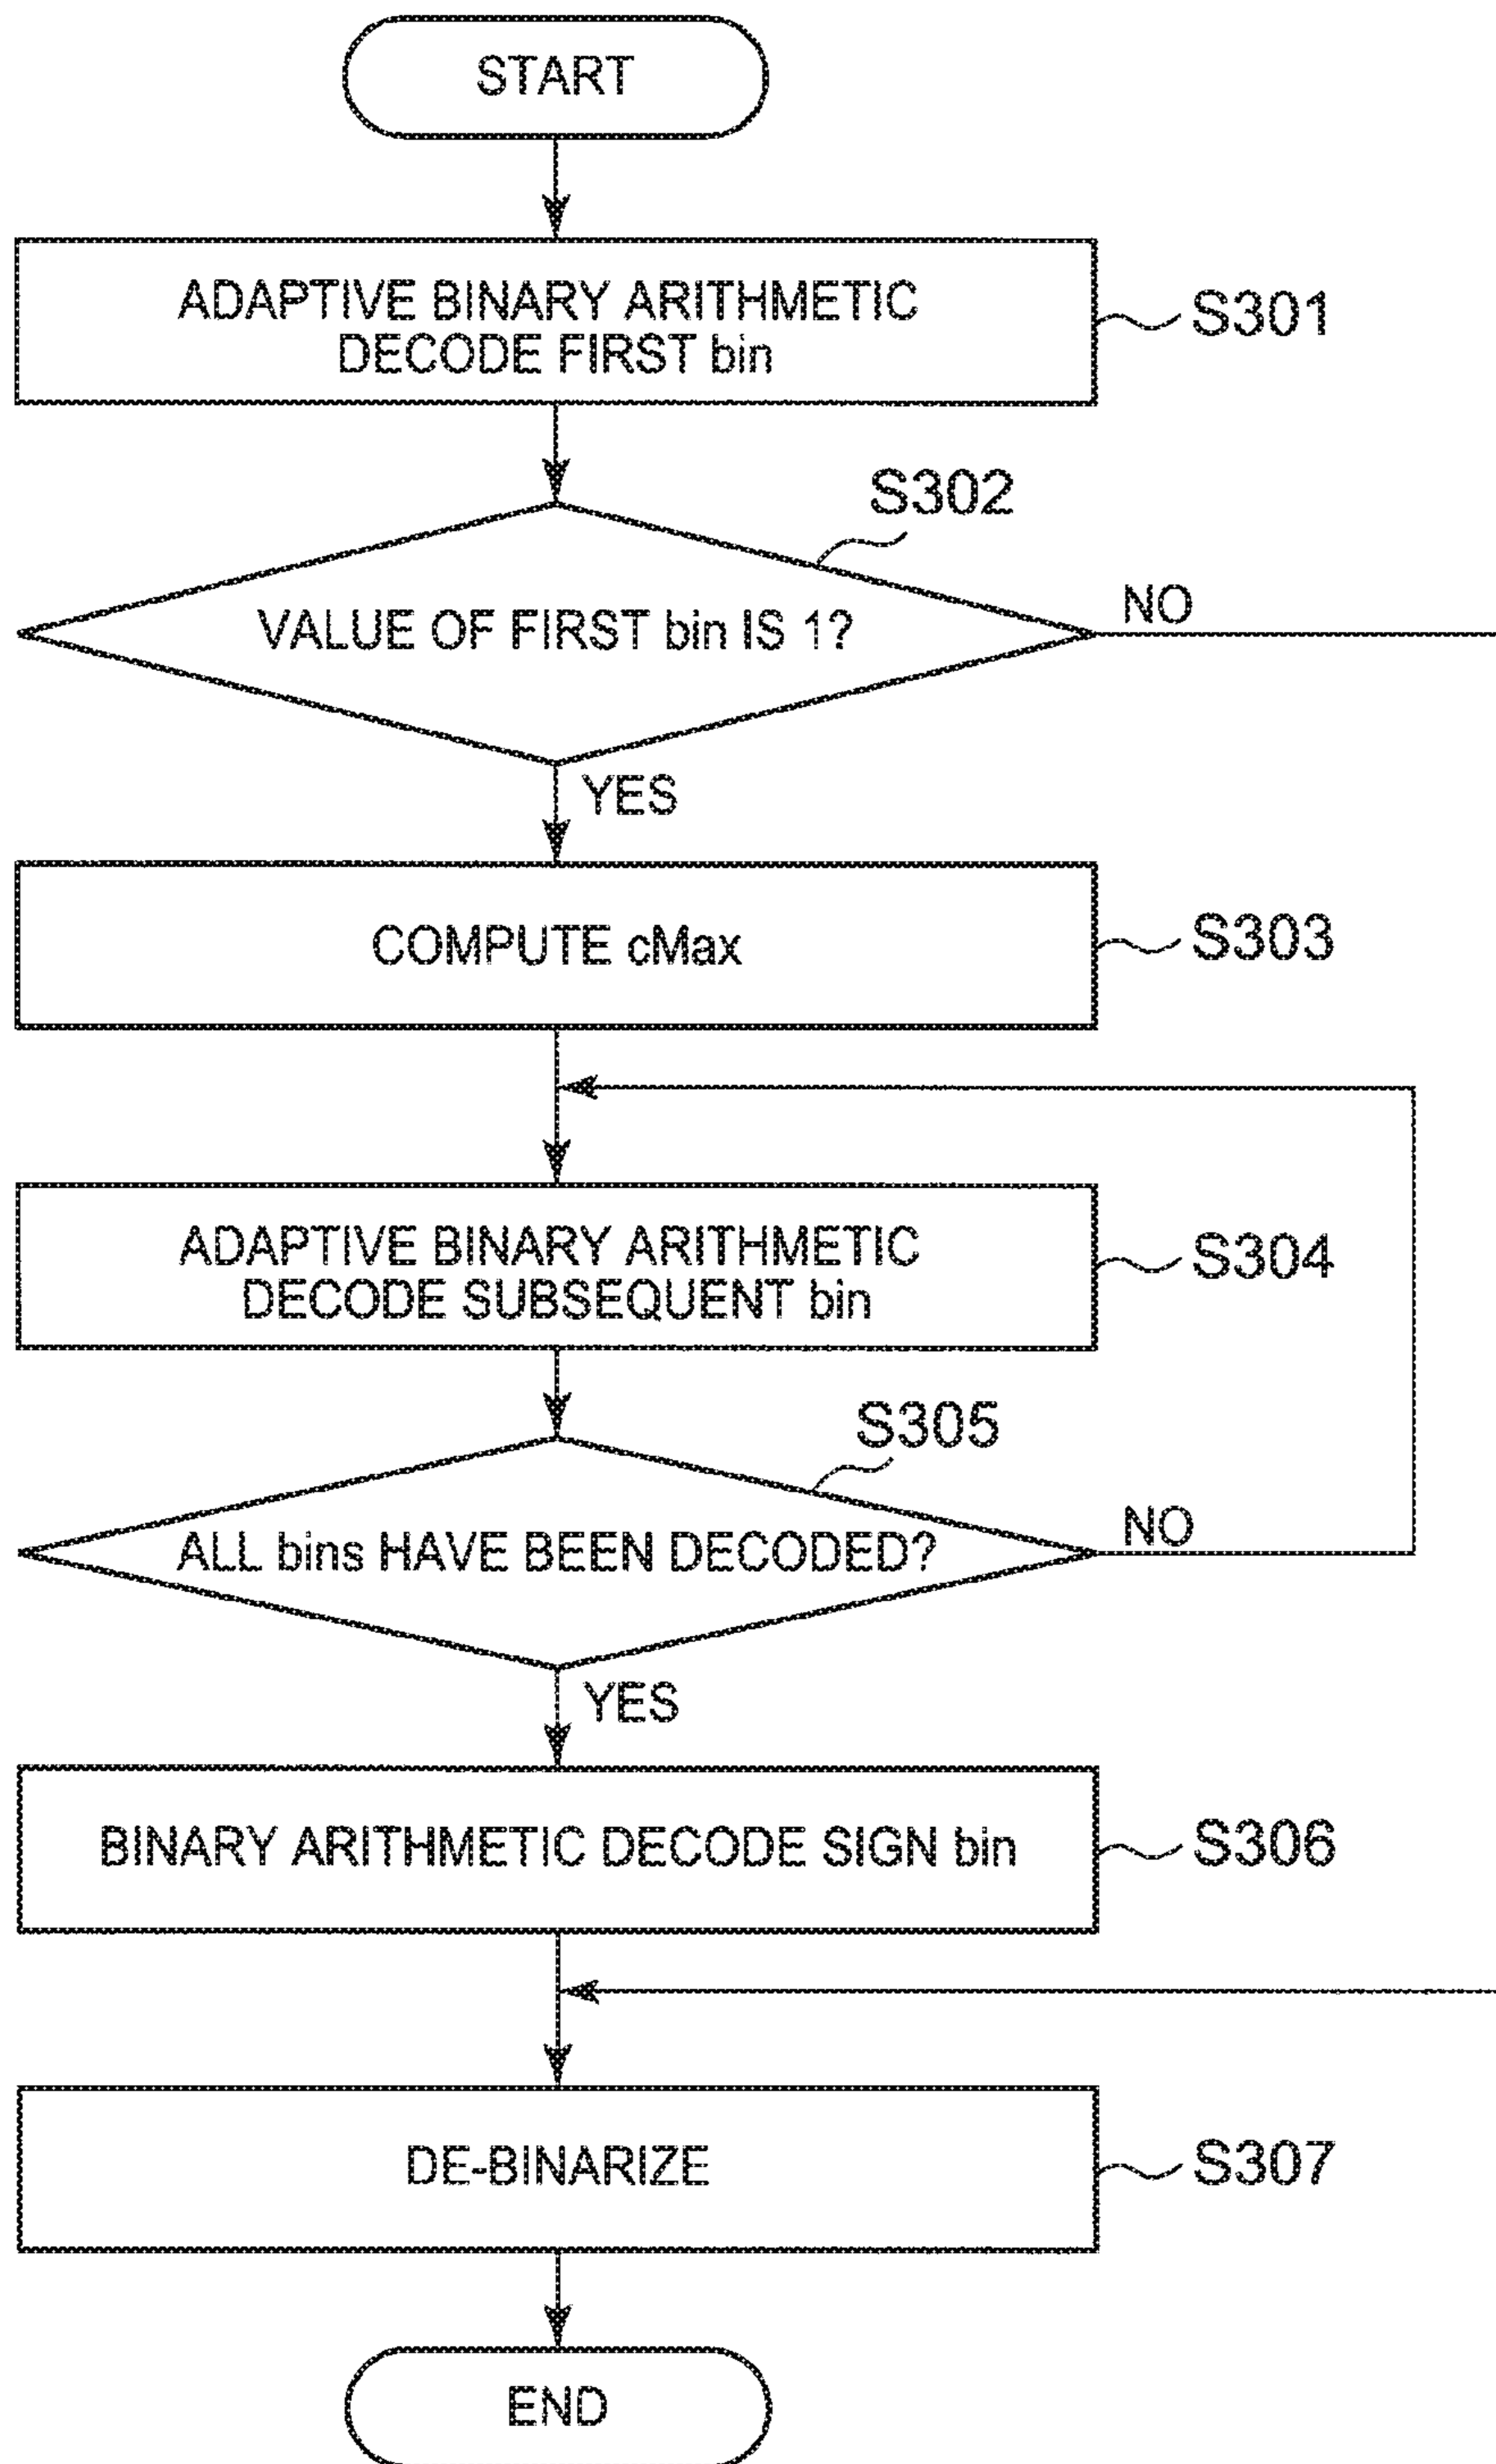 START
ADAPTIVE BINARY ARITHMETIC
DECODE FIRST bin
S301
S302
VALUE OF FIRST bin IS 1?
NO
YES
COMPUTE cMax
S303
ADAPTIVE BINARY ARITHMETIC
DECODE SUBSEQUENT bin
S304
S305
ALL bins HAVE BEEN DECODED?
NO
YES
BINARY ARITHMETIC DECODE SIGN bin
S306
DE-BINARIZE
S307
END